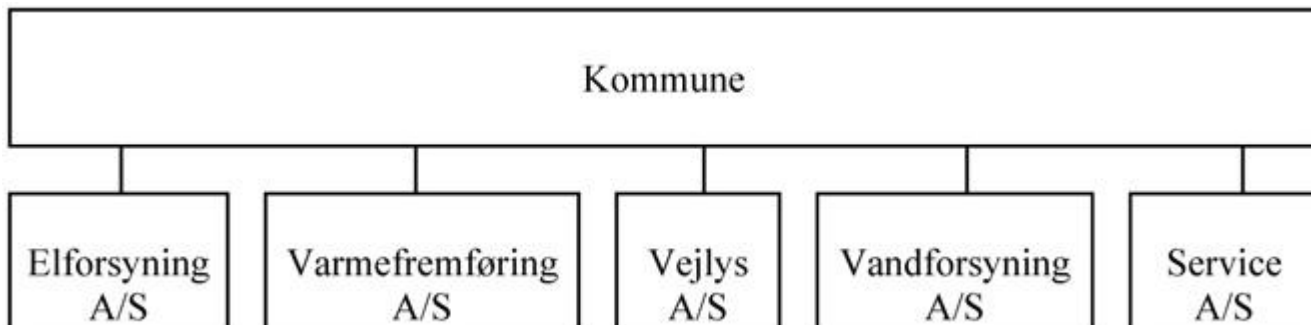 Kommune
Elforsyning
A/S
Varmefremføring
A/S
Vejlys
A/S
Vandforsyning
A/S
Service
A/S